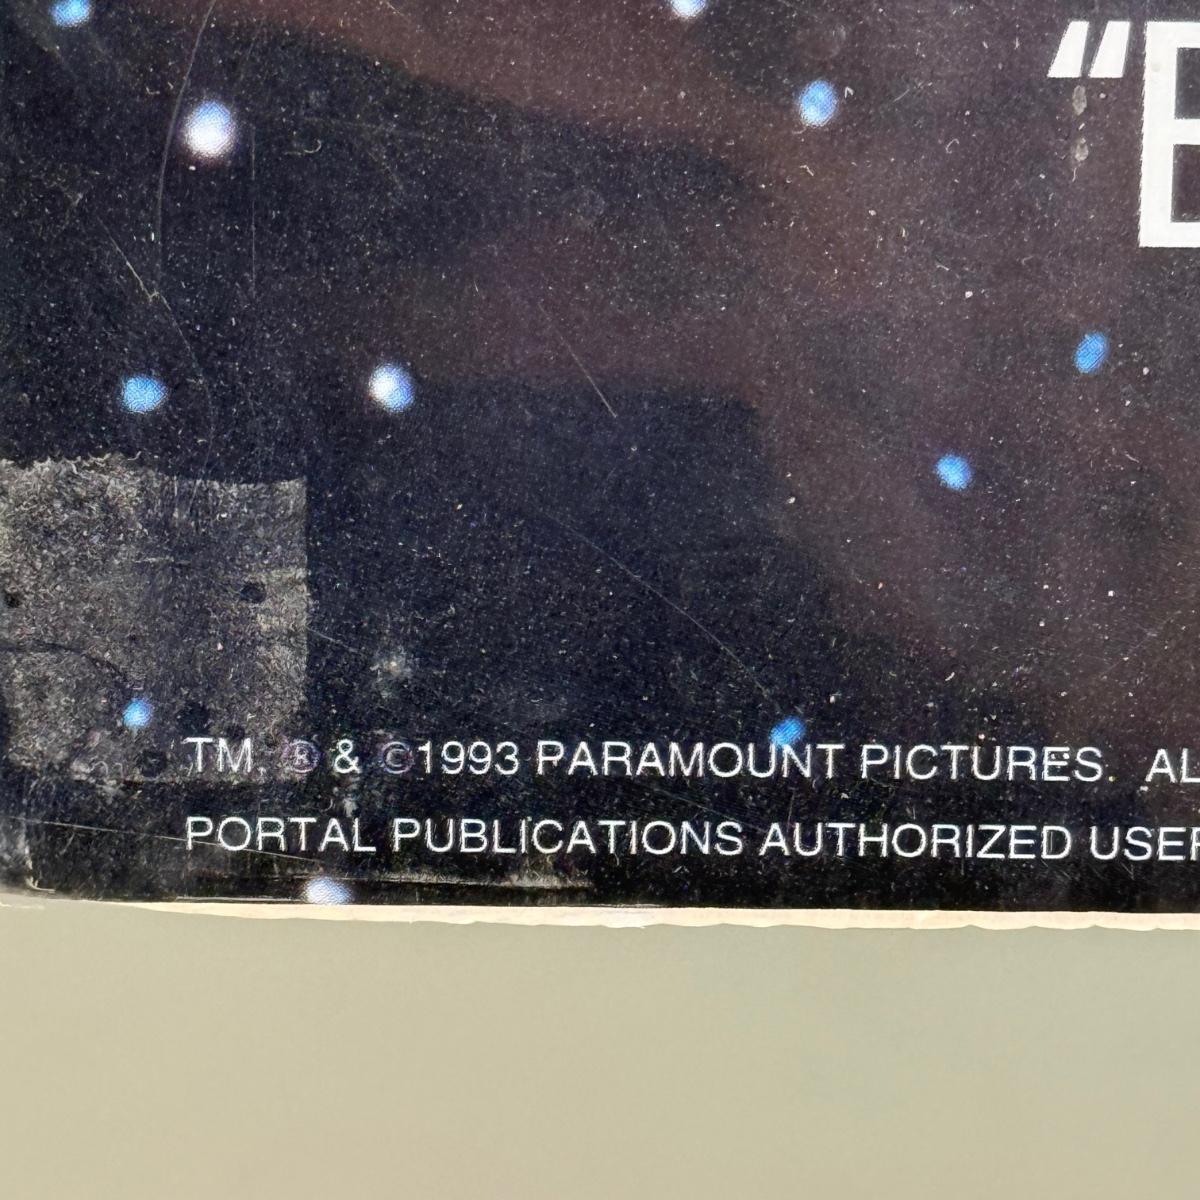 “E
TM, ® & ©1993 PARAMOUNT PICTURES. AL
PORTAL PUBLICATIONS AUTHORIZED USER